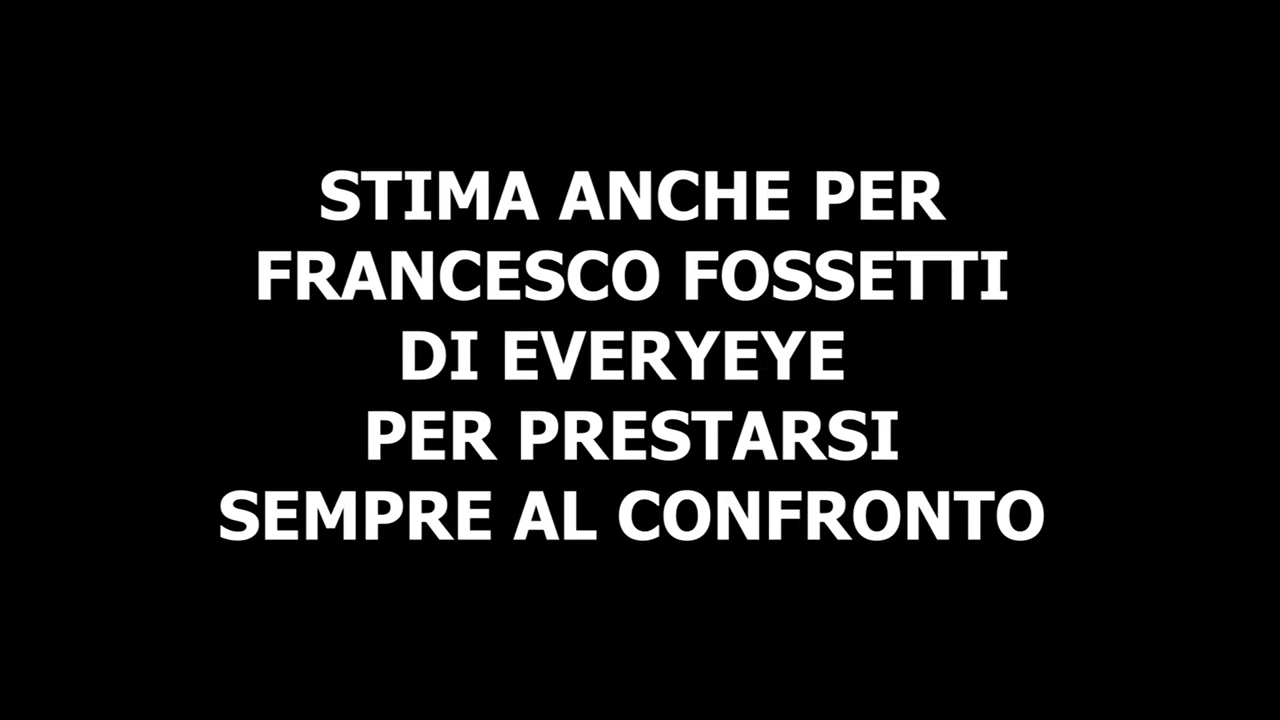 STIMA ANCHE PER
FRANCESCO FOSSETTI
DI EVERYEYE
PER PRESTARSI
SEMPRE AL CONFRONTO